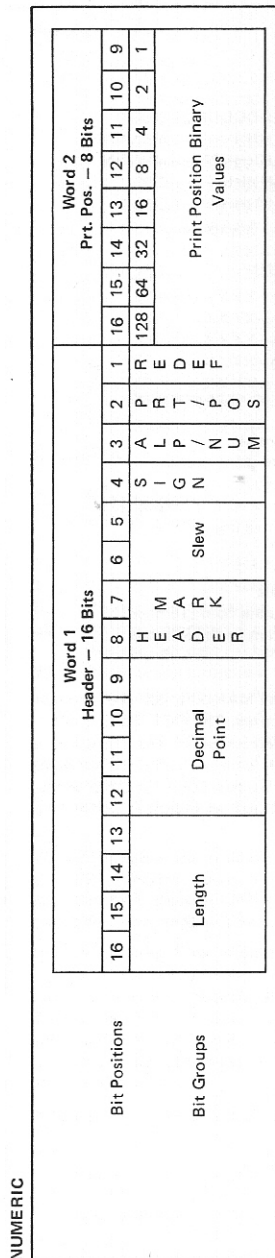 NUMERIC
Word 1
Header — 16 Bits
Word 2
Prt. Pos. — 8 Bits
Bit Positions
16 15 14 13 12 11 10 9 8 7 6 5 4 3 2 1 16 15 14 13 12 11 10 9
128 64 32 16 8 4 2 1
Bit Groups
Length
Decimal
Point
HEADER
MARK
Slew
SIGN
ALP/NUM
PRT/POS
REDEF
Print Position Binary
Values